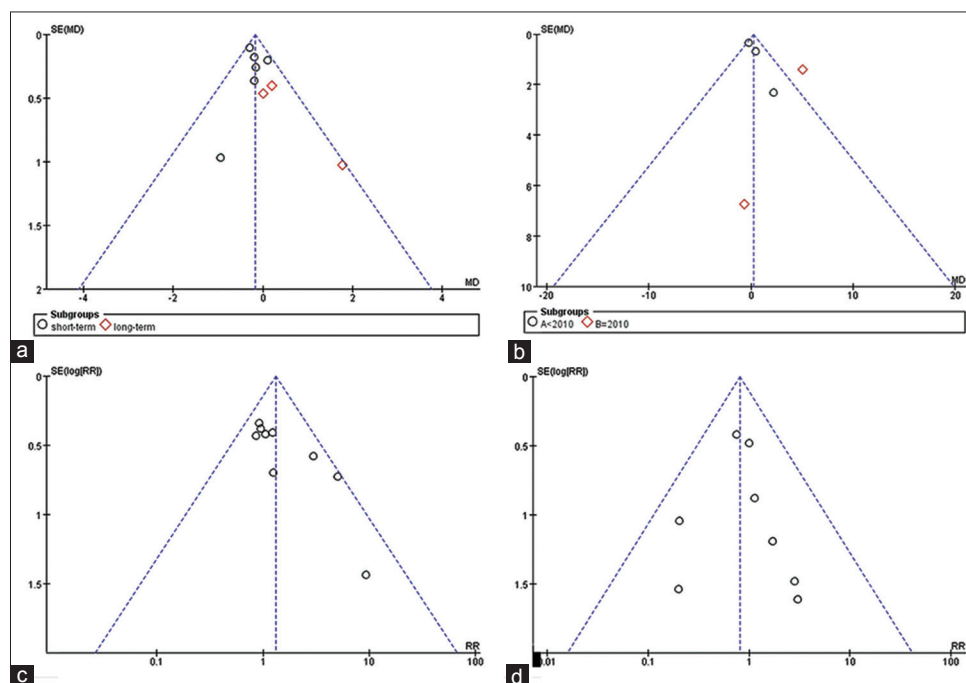 SE(MD)
0
0.5
1
1.5
2
-4 -2 0 2 4
MD
Subgroups
short-term long-term
a
SE(MD)
0
2
4
6
8
10
-20 -10 0 10 20
MD
Subgroups
A<2010 B=2010
b
SE(log[RR])
0
0.5
1
1.5
0.1 1 10 100
RR
c
SE(log[RR])
0
0.5
1
1.5
0.01 0.1 1 10 100
RR
d